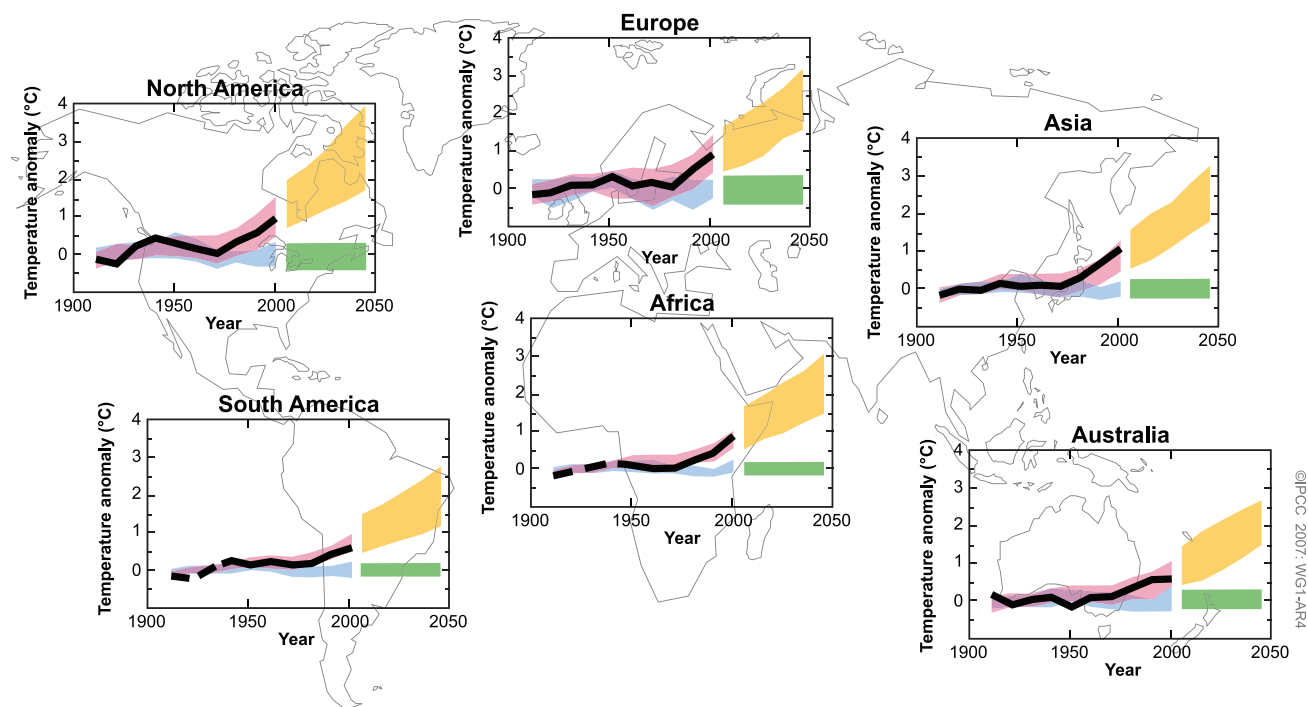 North America
Temperature anomaly (°C)
4
3
2
1
0
1900
1950
2000
2050
Year
Europe
Temperature anomaly (°C)
4
3
2
1
0
1900
1950
2000
2050
Year
Asia
Temperature anomaly (°C)
4
3
2
1
0
1900
1950
2000
2050
Year
South America
Temperature anomaly (°C)
4
3
2
1
0
1900
1950
2000
2050
Year
Africa
Temperature anomaly (°C)
4
3
2
1
0
1900
1950
2000
2050
Year
Australia
Temperature anomaly (°C)
4
3
2
1
0
1900
1950
2000
2050
Year
©IPCC 2007: WG1-AR4